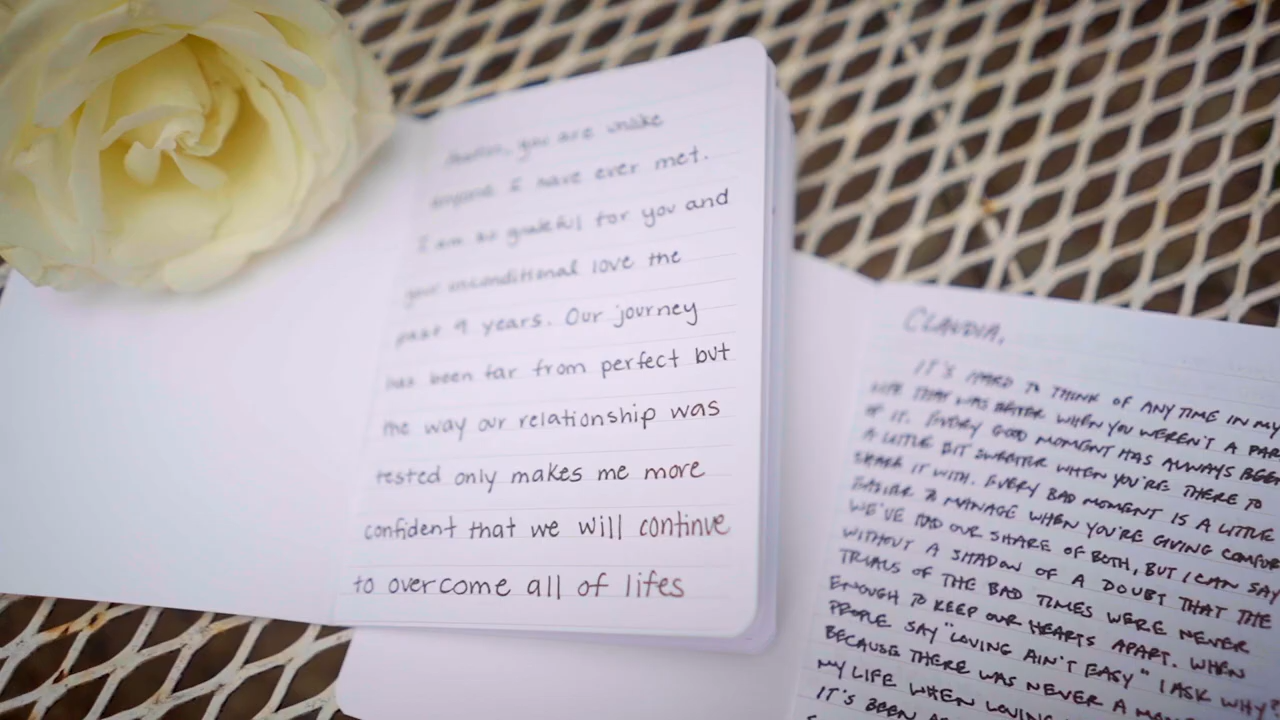 you are unlike
anyone I have ever met.
I am so grateful for you and
your unconditional love the
past 9 years. Our journey
has been far from perfect but
the way our relationship was
tested only makes me more
confident that we will continue
to overcome all of lifes
CLAUDIA,
IT'S HARD TO THINK OF ANY TIME IN MY
LIFE THAT WAS BETTER WHEN YOU WEREN'T A PAR
OF IT. EVERY GOOD MOMENT HAS ALWAYS BEEN
A LITTLE BIT SWEETER WHEN YOU'RE THERE TO
SHARE IT WITH. EVERY BAD MOMENT IS A LITTLE
EASIER TO MANAGE WHEN YOU'RE GIVING COMFOR
WE'VE HAD OUR SHARE OF BOTH, BUT I CAN SAY
WITHOUT A SHADOW OF A DOUBT THAT THE
TRIALS OF THE BAD TIMES WERE NEVER
ENOUGH TO KEEP OUR HEARTS APART. WHEN
PEOPLE SAY "LOVING AIN'T EASY" I ASK WHY?
BECAUSE THERE WAS NEVER A
MY LIFE WHEN LOVING
IT'S BEEN